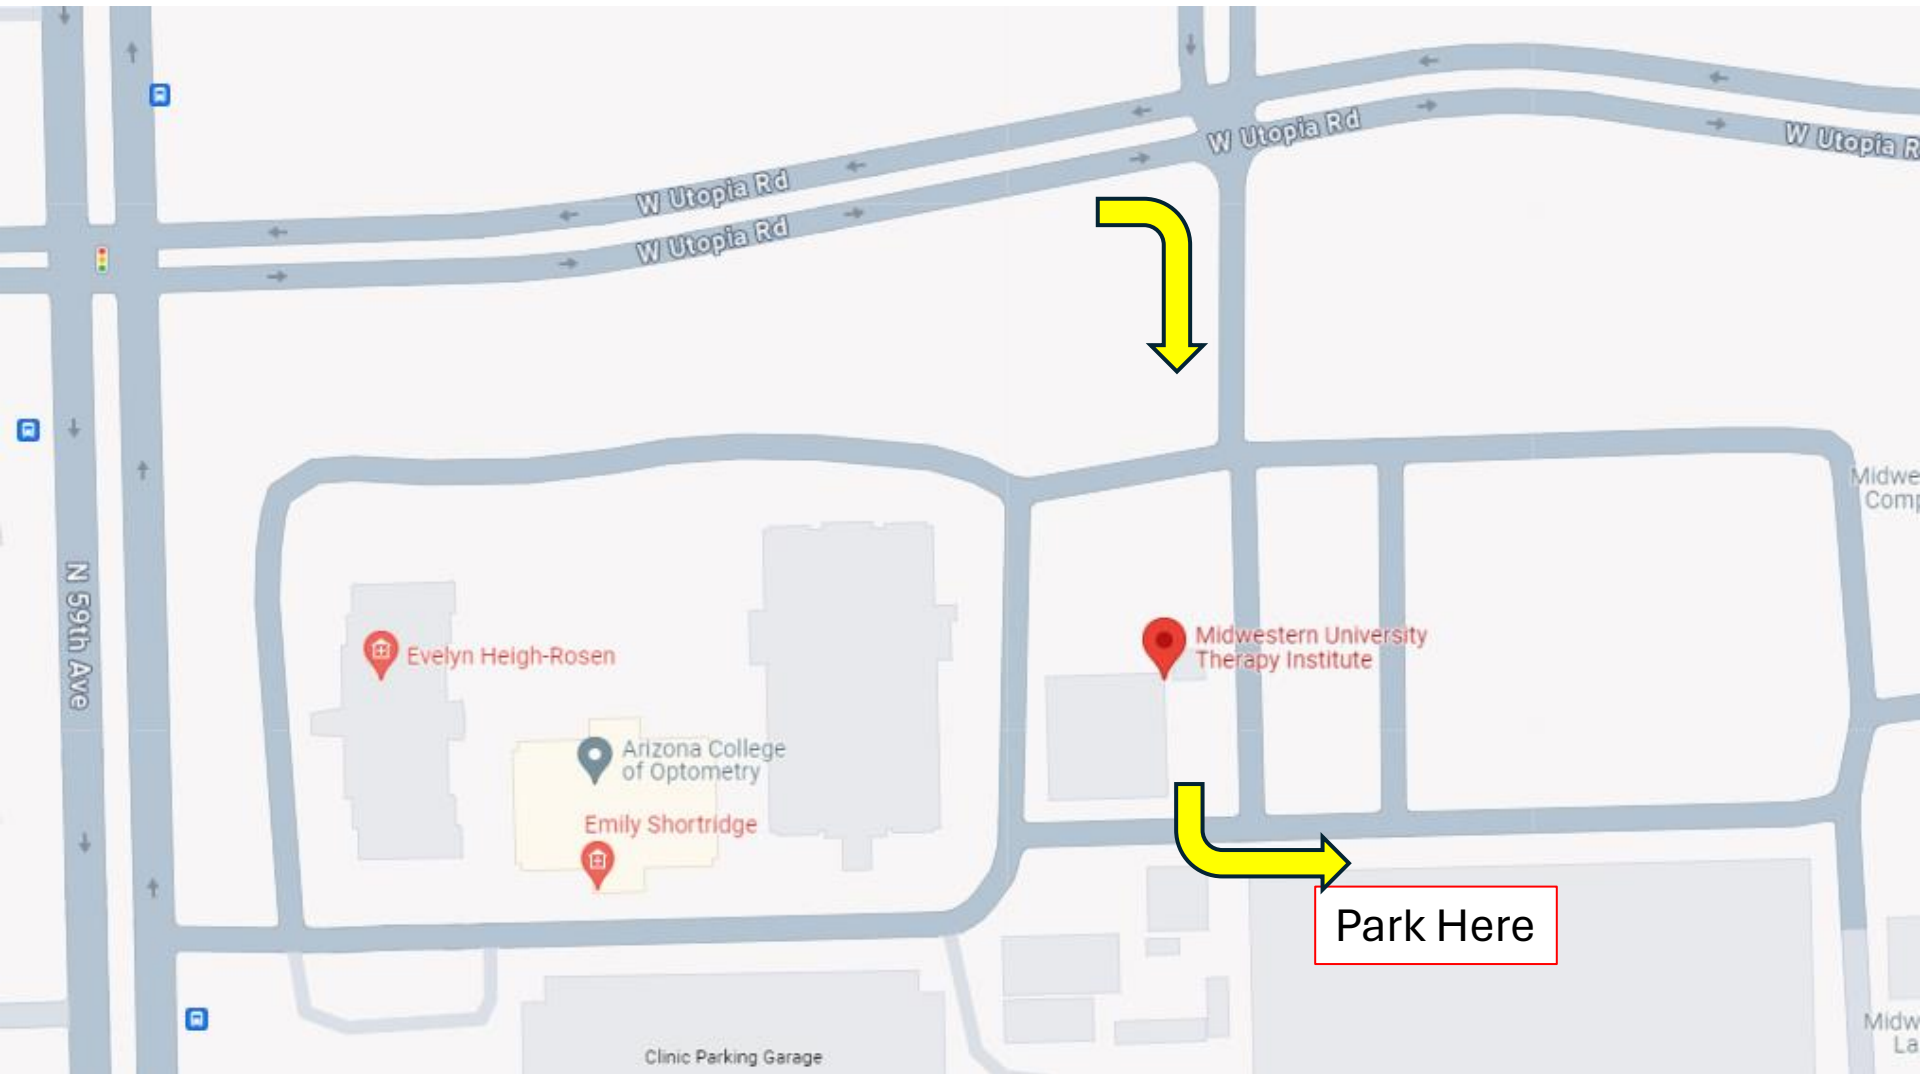 W Utopia Rd
W Utopia R
W Utopia Rd
W Utopia Rd
Midwe
Comp
N 59th Ave
Midwestern University
Therapy Institute
Evelyn Heigh-Rosen
Arizona College
of Optometry
Emily Shortridge
Park Here
Midw
La
Clinic Parking Garage